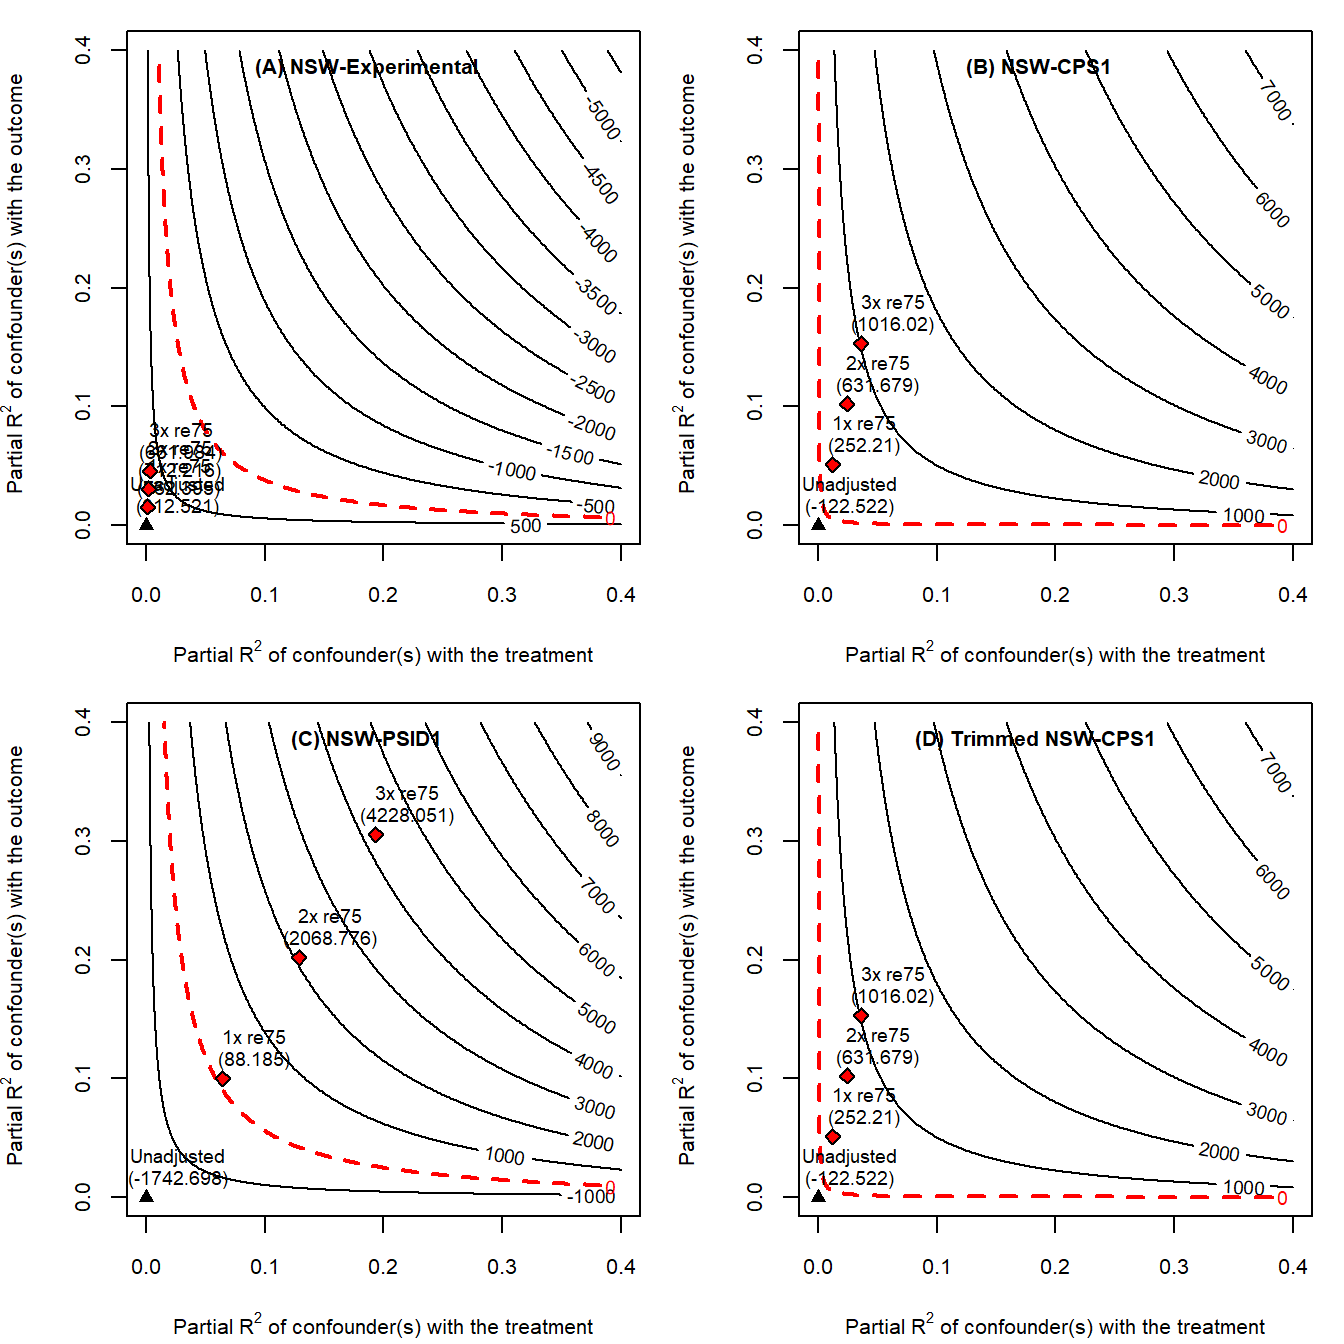 (A) NSW-Experimental
Partial R2 of confounder(s) with the outcome
0.4
0.3
0.2
0.1
0.0
-5000
-4500
-4000
-3500
-3000
-2500
-2000
-1500
-1000
-500
0
500
3x re75
Unadjusted
0.0 0.1 0.2 0.3 0.4
Partial R2 of confounder(s) with the treatment
(B) NSW-CPS1
Partial R2 of confounder(s) with the outcome
0.4
0.3
0.2
0.1
0.0
7000
6000
5000
4000
3000
2000
1000
0
3x re75
(1016.02)
2x re75
(631.679)
1x re75
(252.21)
Unadjusted
(-122.522)
0.0 0.1 0.2 0.3 0.4
Partial R2 of confounder(s) with the treatment
(C) NSW-PSID1
Partial R2 of confounder(s) with the outcome
0.4
0.3
0.2
0.1
0.0
9000
8000
7000
6000
5000
4000
3000
2000
1000
0
-1000
3x re75
(4228.051)
2x re75
(2068.776)
1x re75
(88.185)
Unadjusted
(-1742.698)
0.0 0.1 0.2 0.3 0.4
Partial R2 of confounder(s) with the treatment
(D) Trimmed NSW-CPS1
Partial R2 of confounder(s) with the outcome
0.4
0.3
0.2
0.1
0.0
7000
6000
5000
4000
3000
2000
1000
0
3x re75
(1016.02)
2x re75
(631.679)
1x re75
(252.21)
Unadjusted
(-122.522)
0.0 0.1 0.2 0.3 0.4
Partial R2 of confounder(s) with the treatment